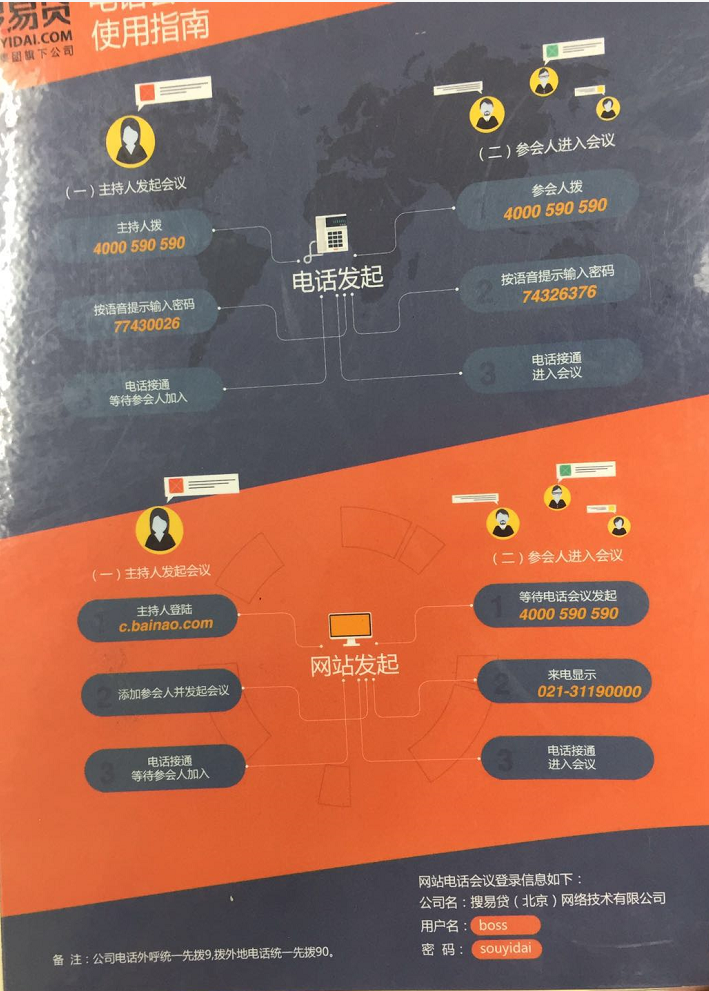 易贷
电话会
YIDAI.COM
使用指南
集团旗下公司
（一）主持人发起会议
主持人拨
4000 590 590
按语音提示输入密码
77430026
电话接通
等待参会人加入
电话发起
（二）参会人进入会议
参会人拨
4000 590 590
2
按语音提示输入密码
74326376
3
电话接通
进入会议
（一）主持人发起会议
1
主持人登陆
c.bainao.com
2
添加参会人并发起会议
3
电话接通
等待参会人加入
网站发起
（二）参会人进入会议
1
等待电话会议发起
4000 590 590
2
来电显示
021-31190000
3
电话接通
进入会议
网站电话会议登录信息如下：
公司名：搜易贷（北京）网络技术有限公司
用户名：boss
密 码：souyidai
备 注：公司电话外呼统一先拨9,拨外地电话统一先拨90。